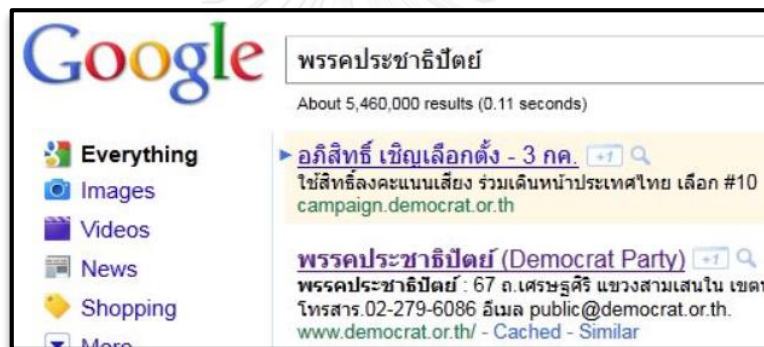 Google
พรรคประชาธิปัตย์
About 5,460,000 results (0.11 seconds)
Everything
Images
Videos
News
Shopping
More
อภิสิทธิ์ เชิญเลือกตั้ง - 3 กค. +1
ใช้สิทธิ์ลงคะแนนเสียง ร่วมเดินหน้าประเทศไทย เลือก #10
campaign.democrat.or.th
พรรคประชาธิปัตย์ (Democrat Party) +1
พรรคประชาธิปัตย์ : 67 ถ.เศรษฐศิริ แขวงสามเสนใน
โทรสาร.02-279-6086 อีเมล public@democrat.or.th.
www.democrat.or.th/ - Cached - Similar